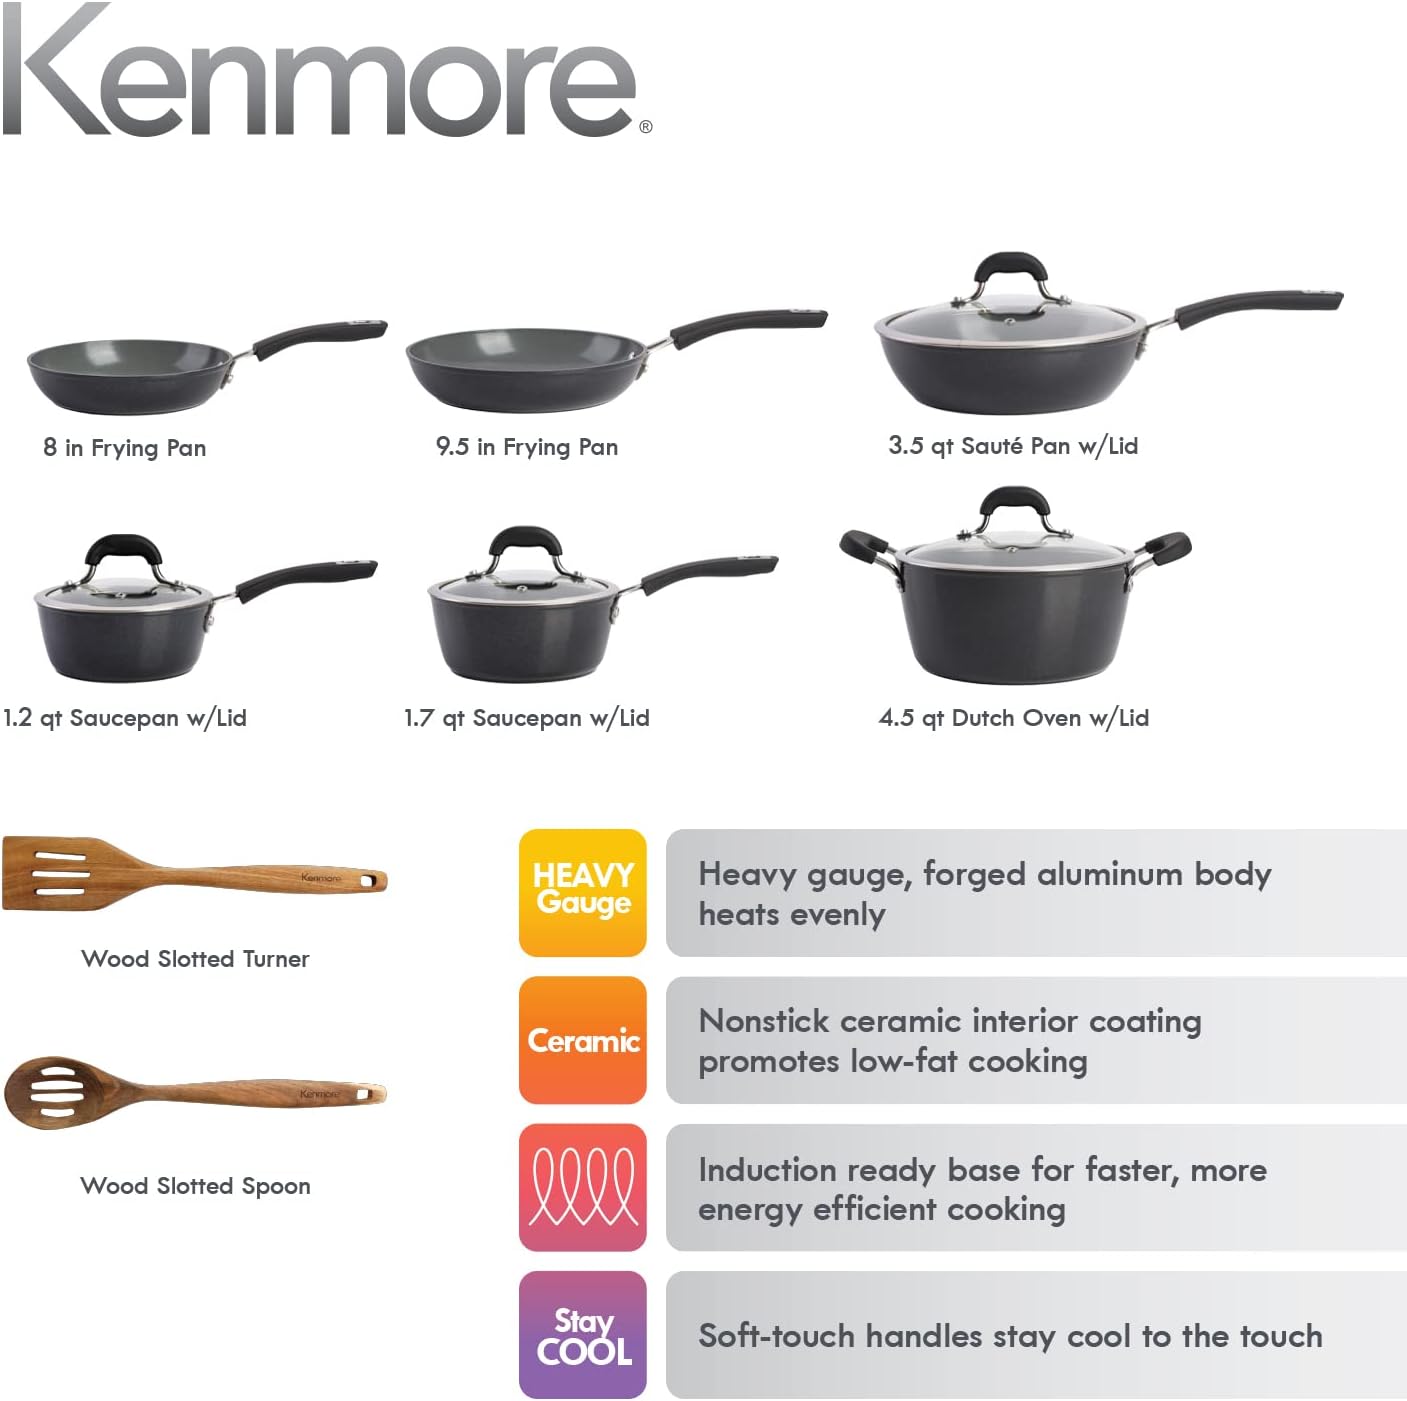 Kenmore®
8 in Frying Pan
9.5 in Frying Pan
3.5 qt Sauté Pan w/Lid
1.2 qt Saucepan w/Lid
1.7 qt Saucepan w/Lid
4.5 qt Dutch Oven w/Lid
Kenmore
Wood Slotted Turner
Kenmore
Wood Slotted Spoon
HEAVY
Gauge
Heavy gauge, forged aluminum body
heats evenly
Ceramic
Nonstick ceramic interior coating
promotes low-fat cooking
Induction ready base for faster, more
energy efficient cooking
Stay
COOL
Soft-touch handles stay cool to the touch